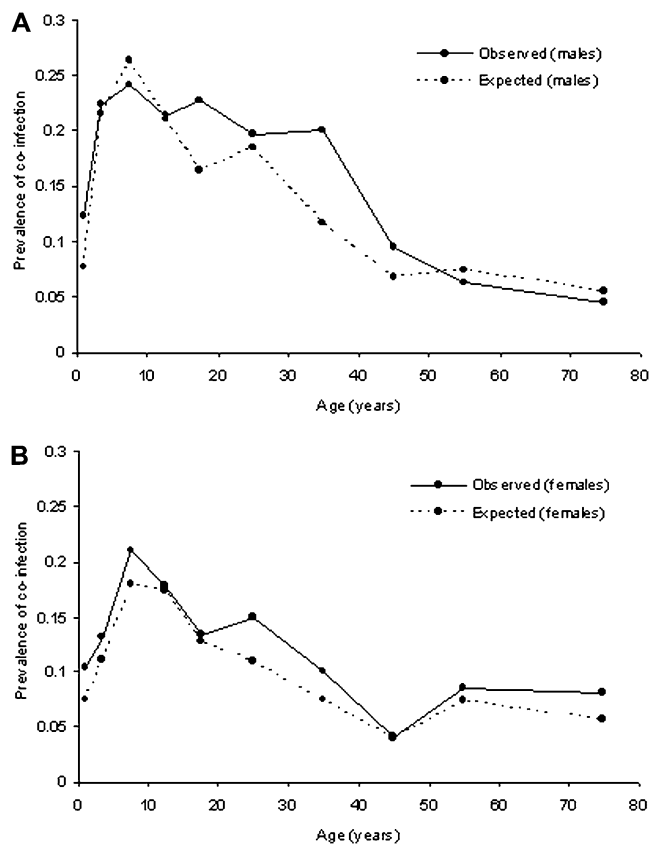 A
0.3
0.25
0.2
0.15
0.1
0.05
0
Prevalence of co-infection
Observed (males)
Expected (males)
0 10 20 30 40 50 60 70 80
Age (years)
B
0.3
0.25
0.2
0.15
0.1
0.05
0
Prevalence of co-infection
Observed (females)
Expected (females)
0 10 20 30 40 50 60 70 80
Age (years)